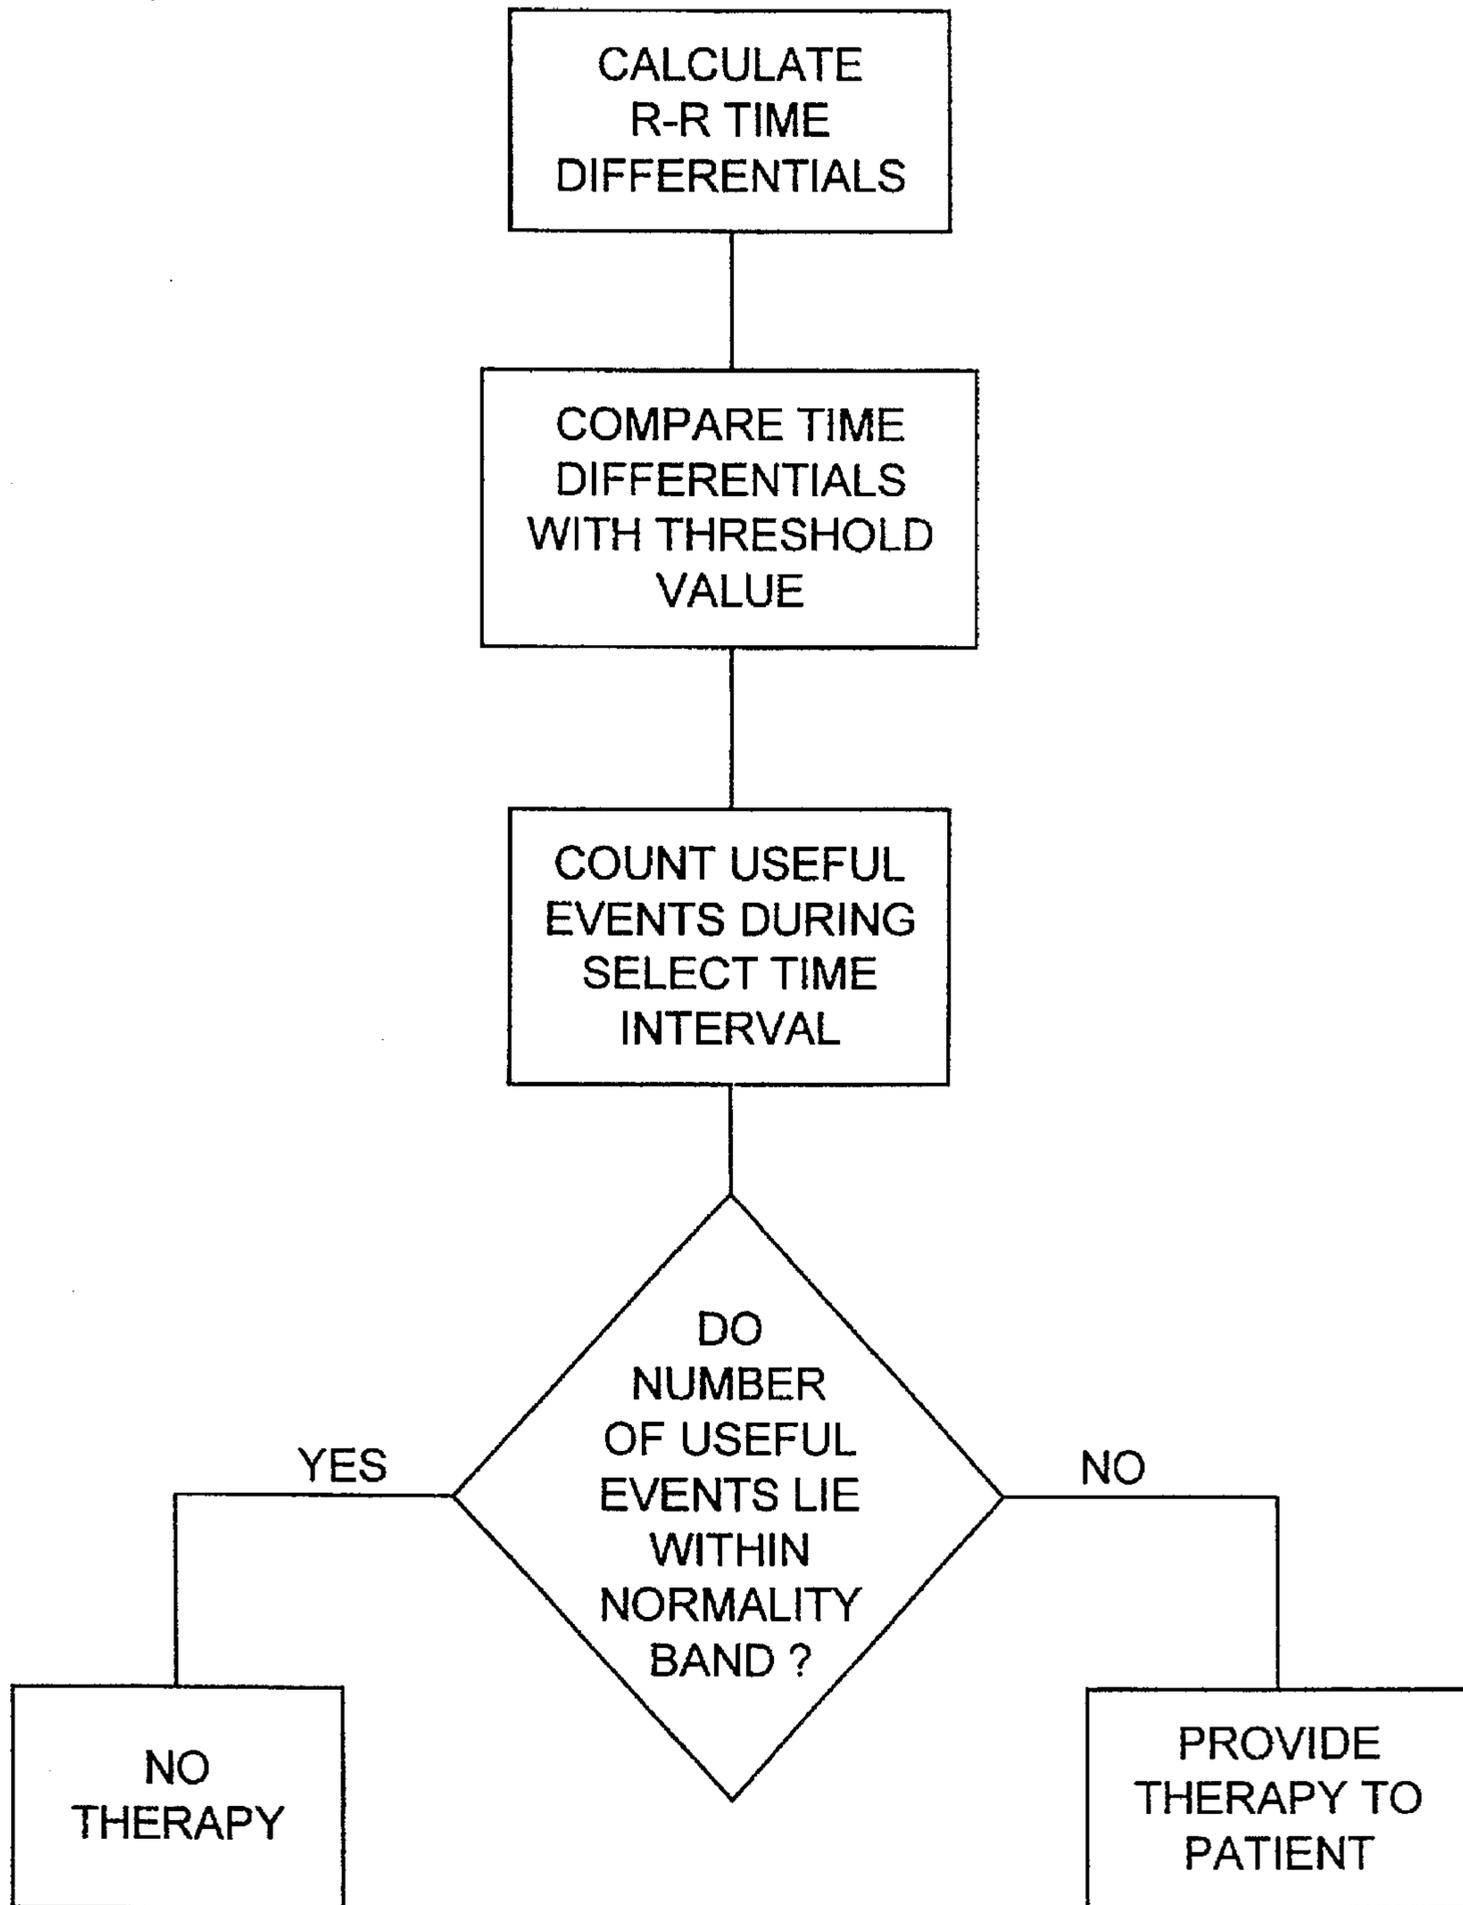 CALCULATE
R-R TIME
DIFFERENTIALS
COMPARE TIME
DIFFERENTIALS
WITH THRESHOLD
VALUE
COUNT USEFUL
EVENTS DURING
SELECT TIME
INTERVAL
DO
NUMBER
OF USEFUL
EVENTS LIE
WITHIN
NORMALITY
BAND ?
YES
NO
NO
THERAPY
PROVIDE
THERAPY TO
PATIENT